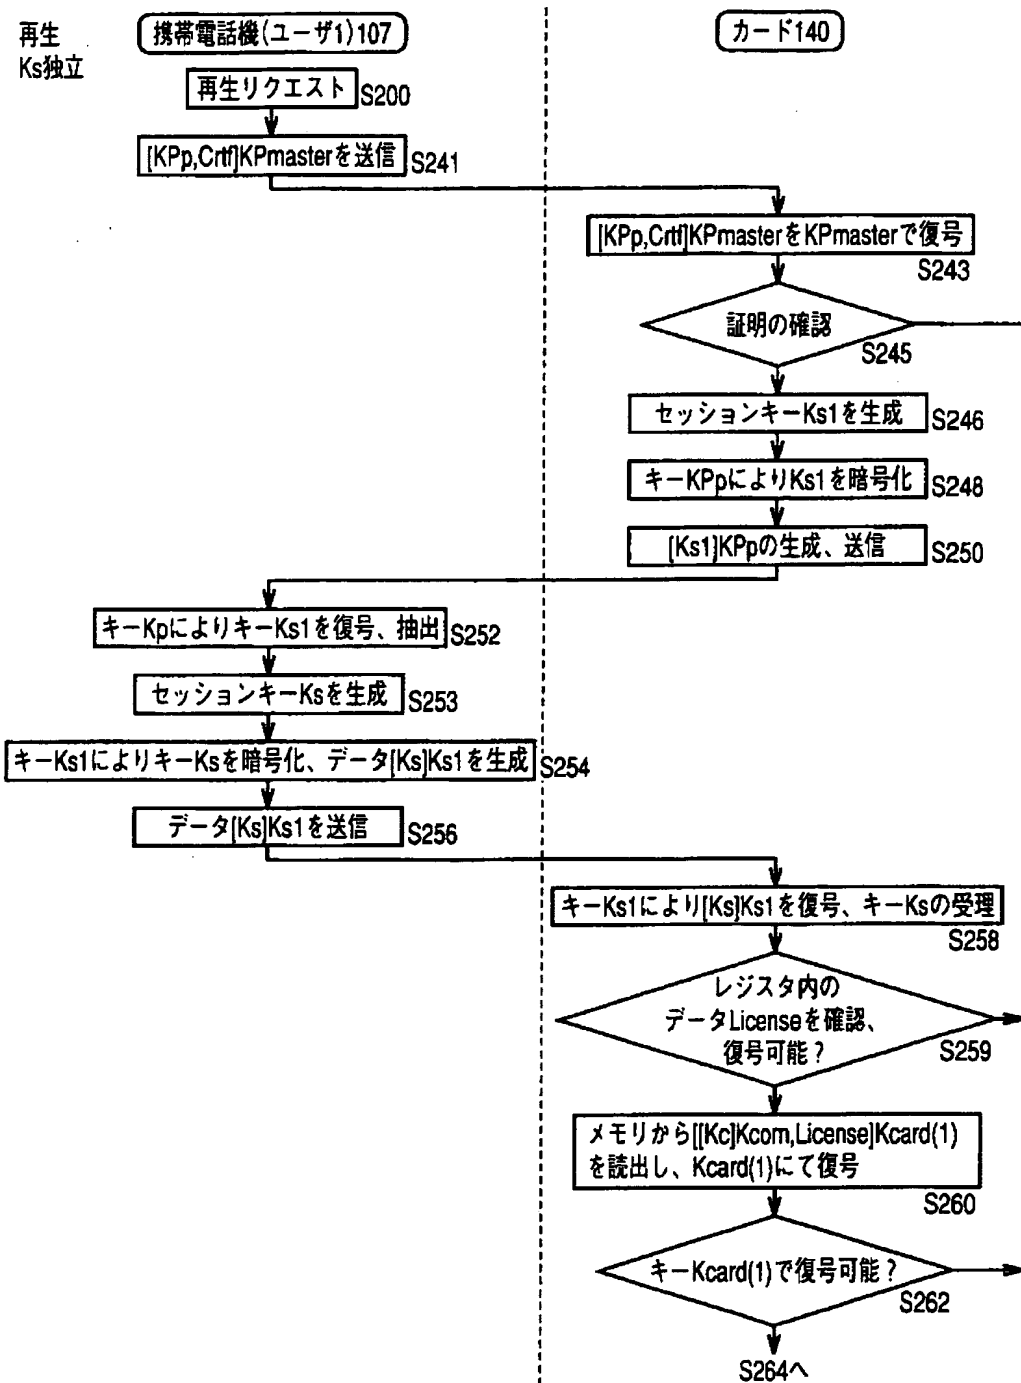 再生
Ks独立
携帯電話機(ユーザ1)107
カード140
再生リクエスト
S200
[KPp,Crtf]KPmasterを送信
S241
[KPp,Crtf]KPmasterをKPmasterで復号
S243
証明の確認
S245
セッションキーKs1を生成
S246
キーKPpによりKs1を暗号化
S248
[Ks1]KPpの生成、送信
S250
キーKpによりキーKs1を復号、抽出
S252
セッションキーKsを生成
S253
キーKs1によりキーKsを暗号化、データ[Ks]Ks1を生成
S254
データ[Ks]Ks1を送信
S256
キーKs1により[Ks]Ks1を復号、キーKsの受理
S258
レジスタ内の
データLicenseを確認、
復号可能?
S259
メモリから[[Kc]Kcom,License]Kcard(1)
を読出し、Kcard(1)にて復号
S260
キーKcard(1)で復号可能?
S262
S264へ